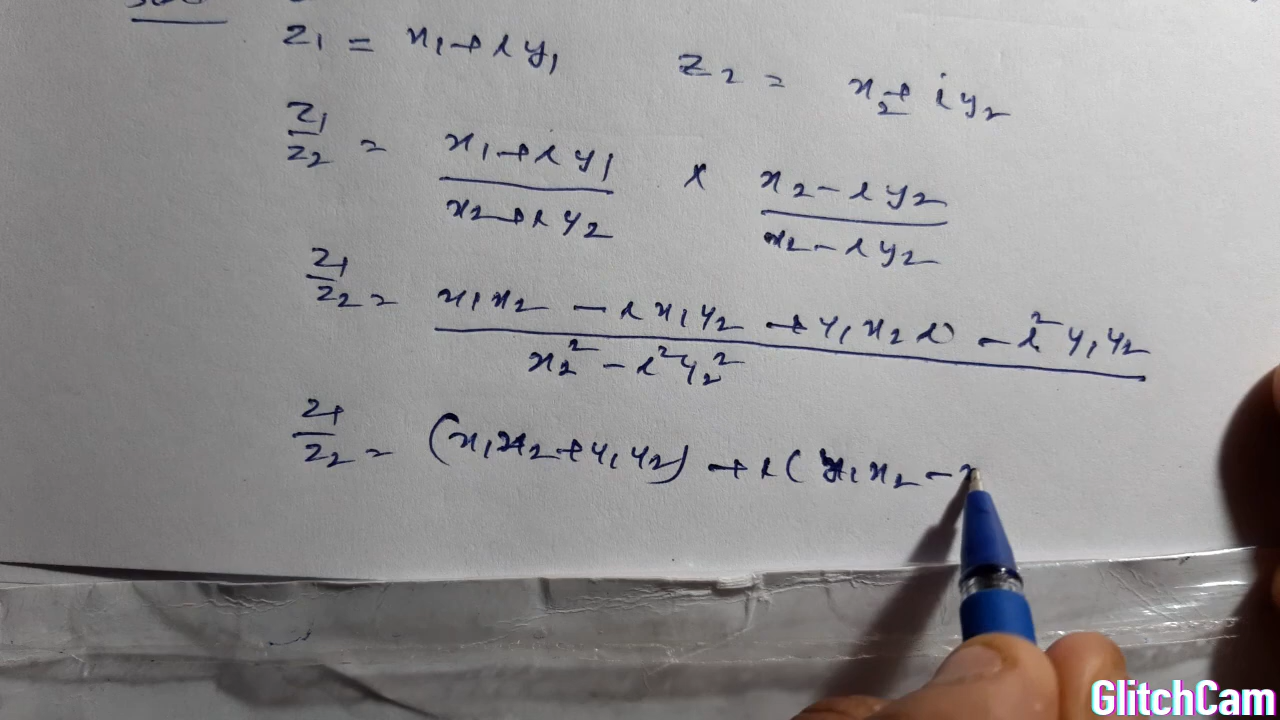 z₁ = x₁ + i y₁ z₂ = x₂ + i y₂
z₁/z₂ = (x₁ + i y₁)/(x₂ + i y₂) × (x₂ - i y₂)/(x₂ - i y₂)
z₁/z₂ = (x₁x₂ - i x₁y₂ + y₁x₂ i - i² y₁y₂)/(x₂² - i² y₂²)
z₁/z₂ = (x₁x₂ + y₁y₂) + i(y₁x₂ - x
GlitchCam